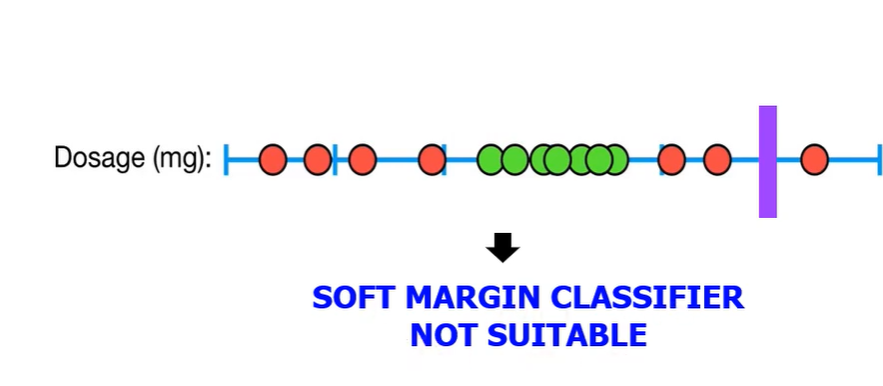 Dosage (mg):
SOFT MARGIN CLASSIFIER
NOT SUITABLE